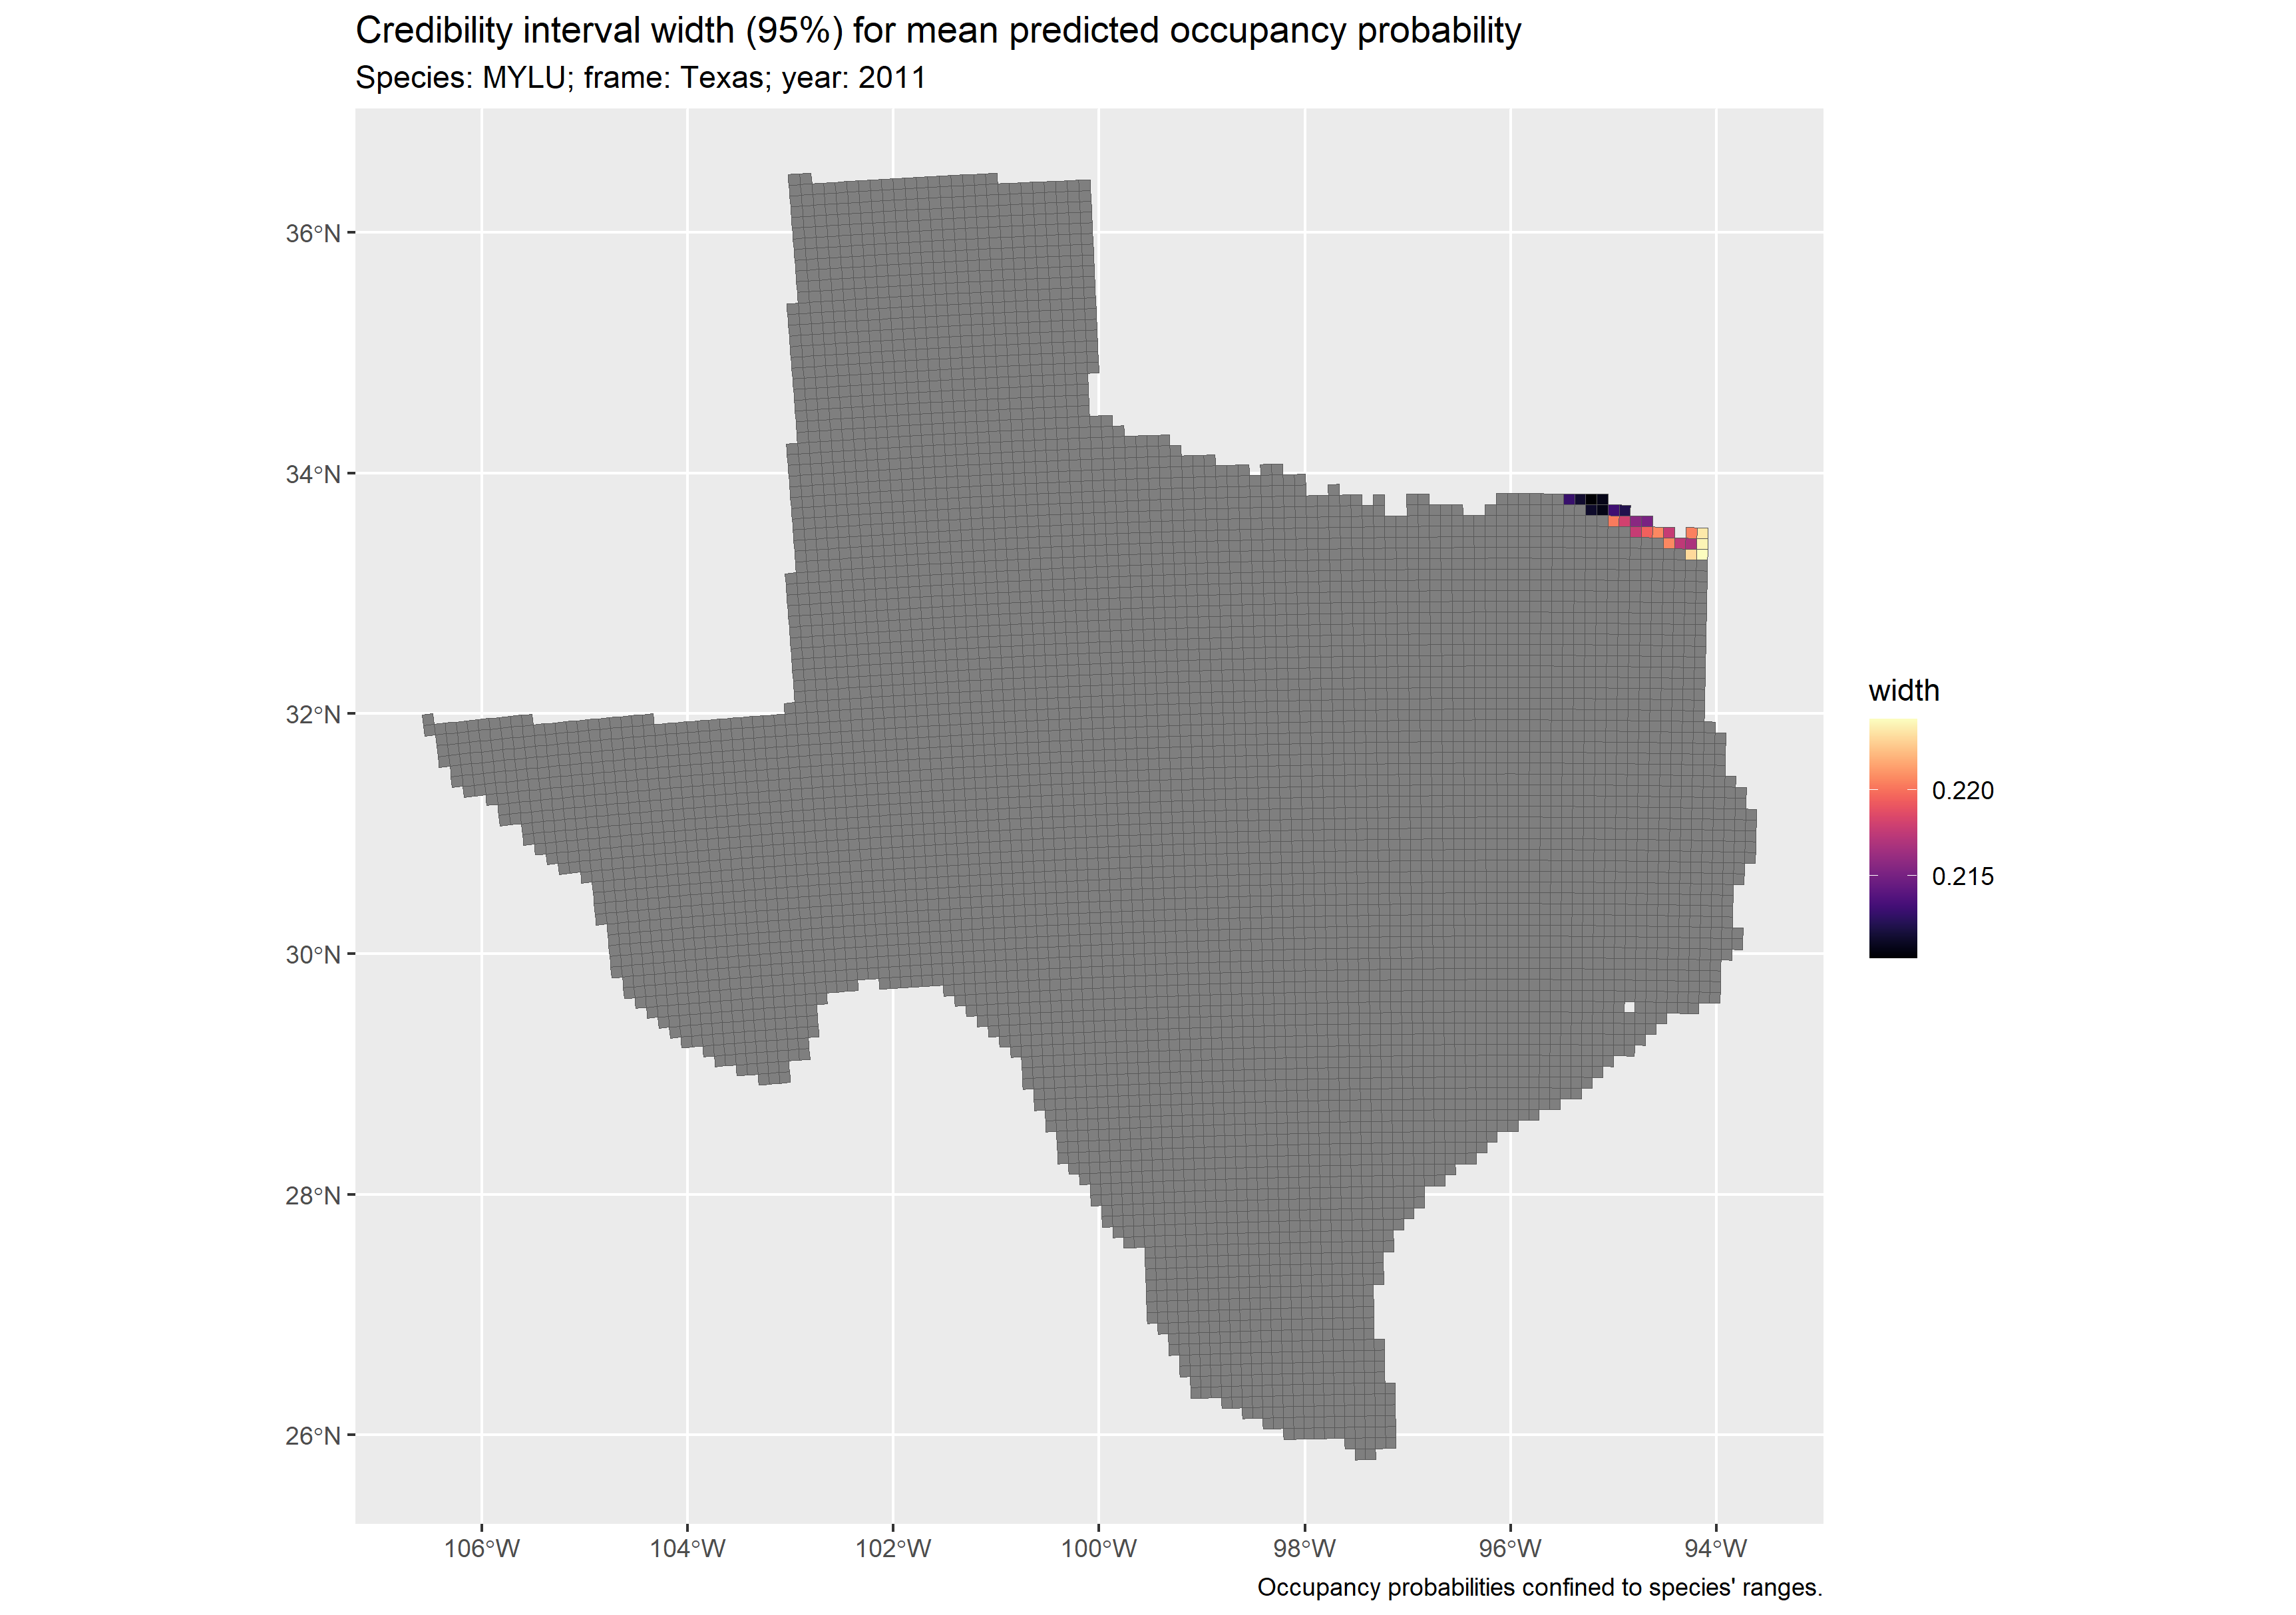 Credibility interval width (95%) for mean predicted occupancy probability
Species: MYLU; frame: Texas; year: 2011
36°N
34°N
32°N
30°N
28°N
26°N
106°W
104°W
102°W
100°W
98°W
96°W
94°W
width
0.220
0.215
Occupancy probabilities confined to species' ranges.